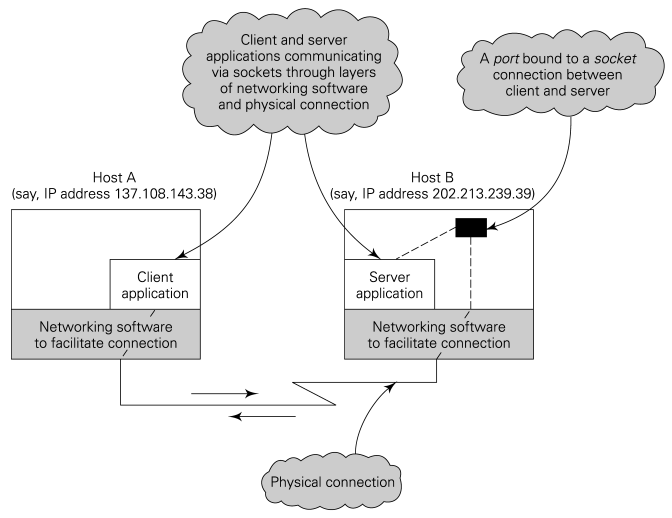 Client and server
applications communicating
via sockets through layers
of networking software
and physical connection
A port bound to a socket
connection between
client and server
Host A
(say, IP address 137.108.143.38)
Host B
(say, IP address 202.213.239.39)
Client
application
Server
application
Networking software
to facilitate connection
Networking software
to facilitate connection
Physical connection